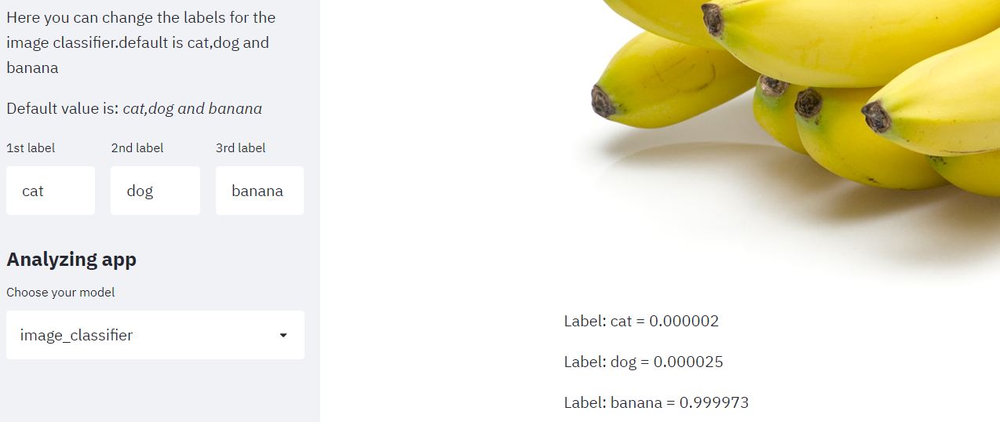 Here you can change the labels for the
image classifier.default is cat,dog and
banana
Default value is: cat,dog and banana
1st label 2nd label 3rd label
cat dog banana
Analyzing app
Choose your model
image_classifier
Label: cat = 0.000002
Label: dog = 0.000025
Label: banana = 0.999973